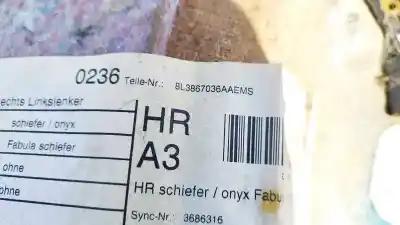 0236 Teile-Nr.: 8L3867036AAEMS
rechts Linkslenker
schiefer / onyx
Fabula schiefer
ohne
ohne
HR
A3
HR schiefer / onyx Fabu
Sync-Nr.: 3686316